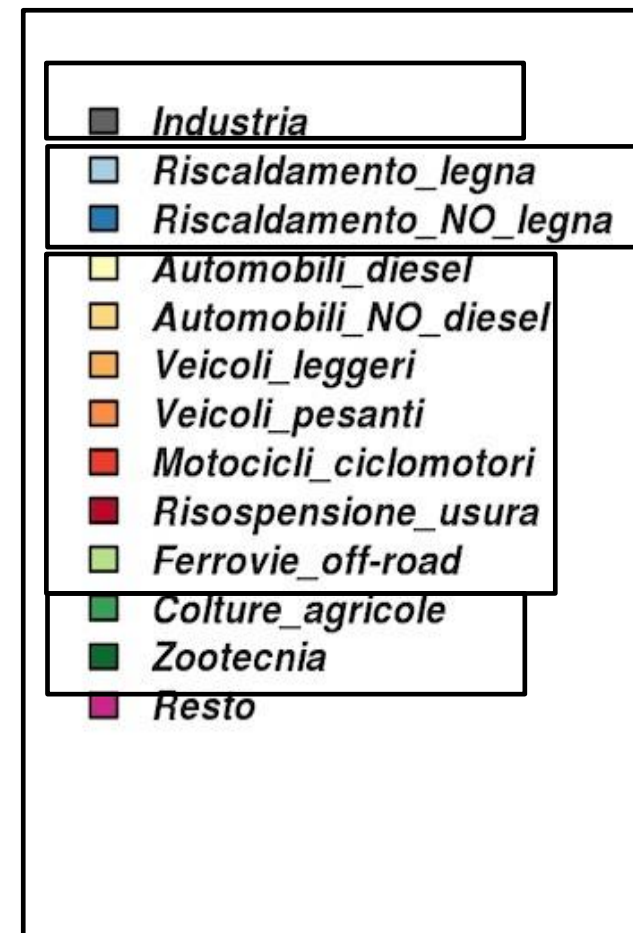 Industria
Riscaldamento_legna
Riscaldamento_NO_legna
Automobili_diesel
Automobili_NO_diesel
Veicoli_leggeri
Veicoli_pesanti
Motocicli_ciclomotori
Risospensione_usura
Ferrovie_off-road
Colture_agricole
Zootecnia
Resto